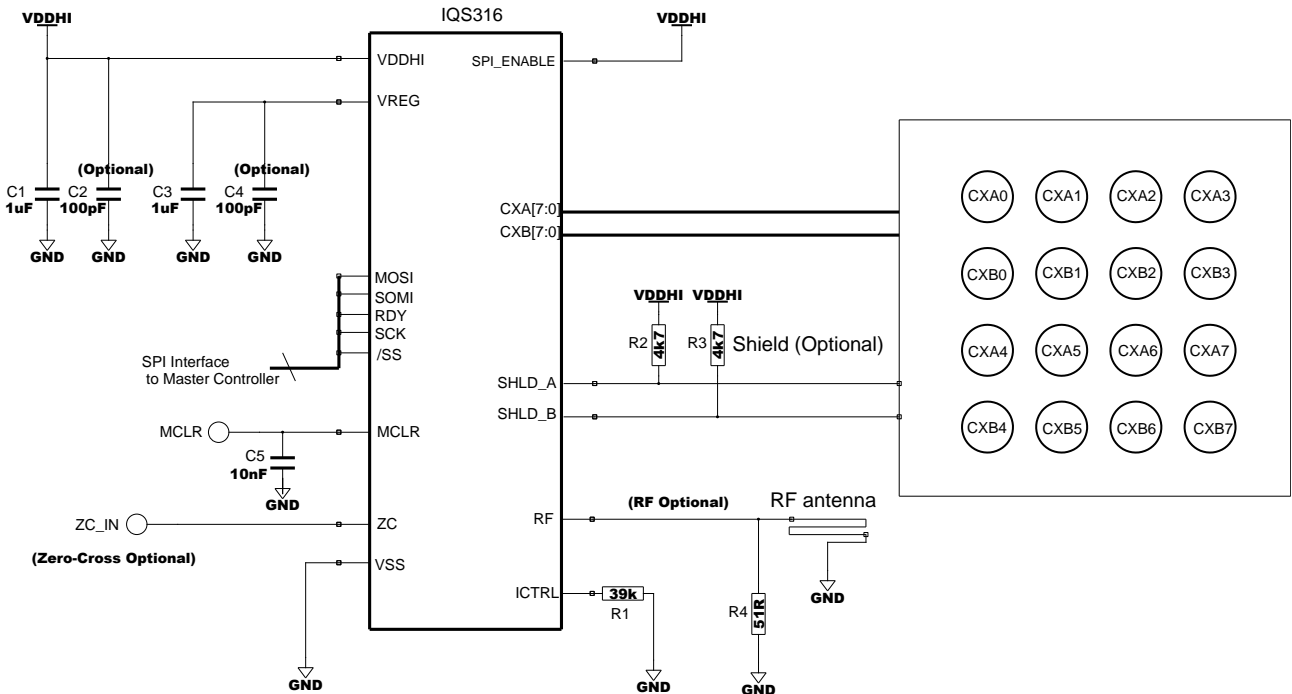 IQS316
VDDHI
VDDHI
VDDHI
SPI_ENABLE
VREG
(Optional)
(Optional)
C1
1uF
C2
100pF
C3
1uF
C4
100pF
GND
GND
GND
GND
CXA[7:0]
CXB[7:0]
CXA0
CXA1
CXA2
CXA3
CXB0
CXB1
CXB2
CXB3
CXA4
CXA5
CXA6
CXA7
CXB4
CXB5
CXB6
CXB7
MOSI
SOMI
RDY
SCK
/SS
SPI Interface
to Master Controller
VDDHI
VDDHI
R2
4k7
R3
4k7
Shield (Optional)
SHLD_A
SHLD_B
MCLR
MCLR
C5
10nF
GND
ZC_IN
ZC
(Zero-Cross Optional)
VSS
GND
RF
(RF Optional)
RF antenna
GND
ICTRL
39k
R1
GND
R4
51R
GND